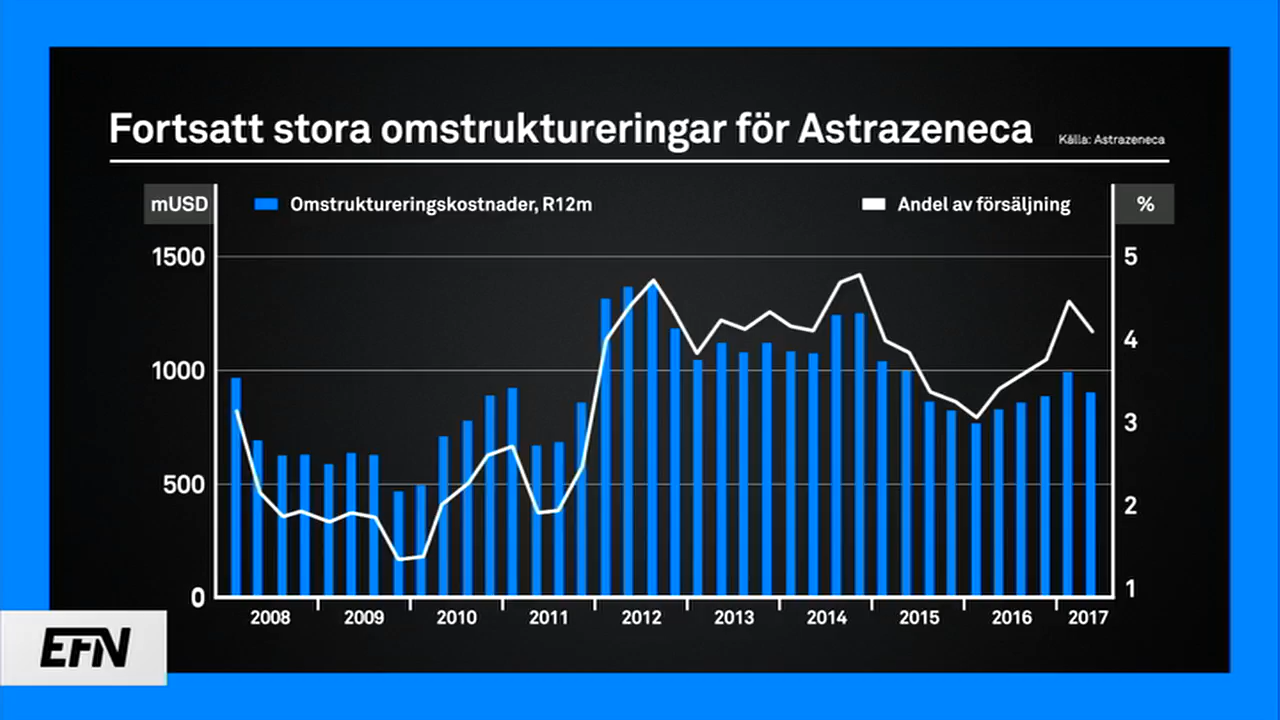 Fortsatt stora omstruktureringar för Astrazeneca
Källa: Astrazeneca
mUSD
Omstruktureringskostnader, R12m
Andel av försäljning
%
1500
5
4
1000
3
500
2
0
1
2008 2009 2010 2011 2012 2013 2014 2015 2016 2017
EFN